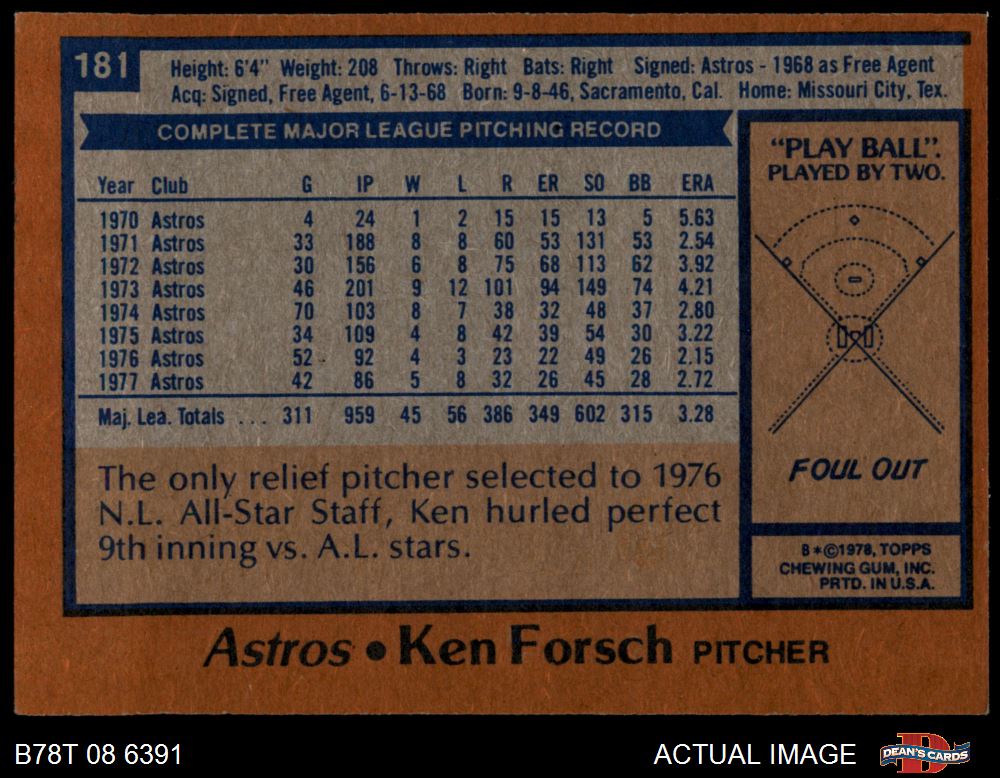 181
Height: 6'4" Weight: 208 Throws: Right Bats: Right Signed: Astros - 1968 as Free Agent
Acq: Signed, Free Agent, 6-13-68 Born: 9-8-46, Sacramento, Cal. Home: Missouri City, Tex.
COMPLETE MAJOR LEAGUE PITCHING RECORD
Year Club G IP W L R ER SO BB ERA
1970 Astros 4 24 1 2 15 15 13 5 5.63
1971 Astros 33 188 8 8 60 53 131 53 2.54
1972 Astros 30 156 6 8 75 68 113 62 3.92
1973 Astros 46 201 9 12 101 94 149 74 4.21
1974 Astros 70 103 8 7 38 32 48 37 2.80
1975 Astros 34 109 4 8 42 39 54 30 3.22
1976 Astros 52 92 4 3 23 22 49 26 2.15
1977 Astros 42 86 5 8 32 26 45 28 2.72
Maj. Lea. Totals ... 311 959 45 56 386 349 602 315 3.28
The only relief pitcher selected to 1976
N.L. All-Star Staff, Ken hurled perfect
9th inning vs. A.L. stars.
"PLAY BALL".
PLAYED BY TWO.
FOUL OUT
B*©1978, TOPPS
CHEWING GUM, INC.
PRTD. IN U.S.A.
Astros • Ken Forsch PITCHER
B78T 08 6391
ACTUAL IMAGE
DEAN'S CARDS